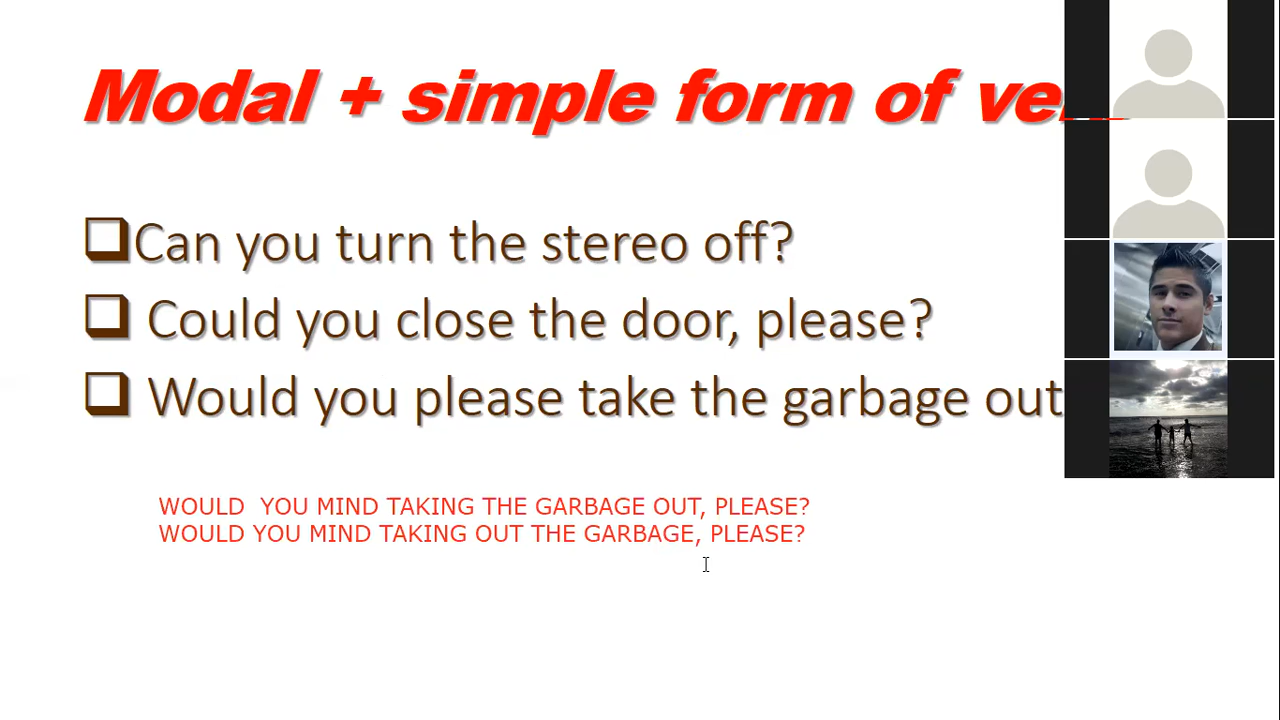 Modal + simple form of
Can you turn the stereo off?
Could you close the door, please?
Would you please take the garbage out
WOULD YOU MIND TAKING THE GARBAGE OUT, PLEASE?
WOULD YOU MIND TAKING OUT THE GARBAGE, PLEASE?